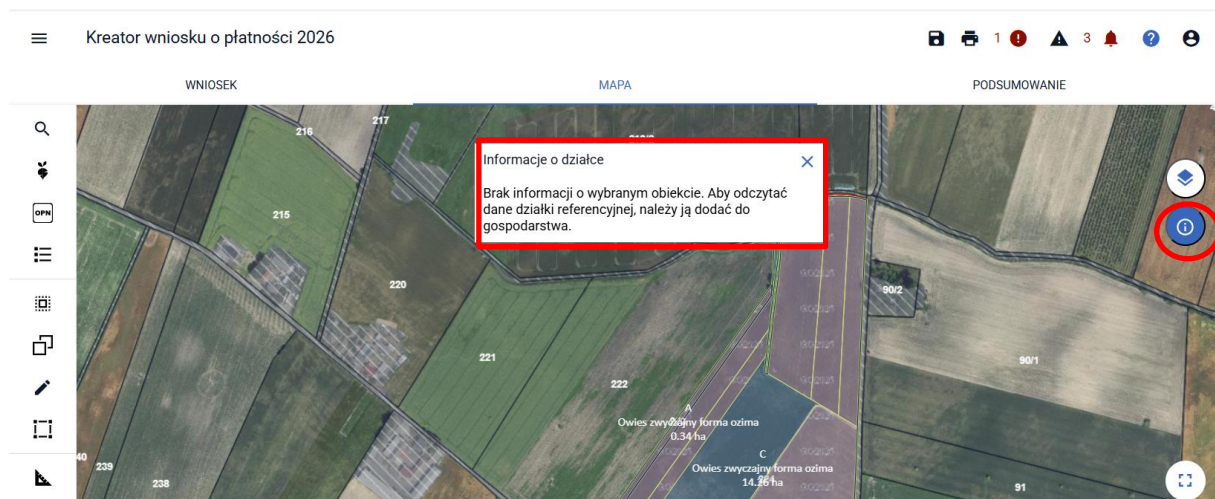 Kreator wniosku o płatności 2026
1
3
WNIOSEK
MAPA
PODSUMOWANIE
216
217
Informacje o działce
Brak informacji o wybranym obiekcie. Aby odczytać
dane działki referencyjnej, należy ją dodać do
gospodarstwa.
OPN
215
220
90/2
221
90/1
222
A
Owies zwyczajny forma ozima
0.34 ha
C
Owies zwyczajny forma ozima
14.26 ha
40
239
238
91